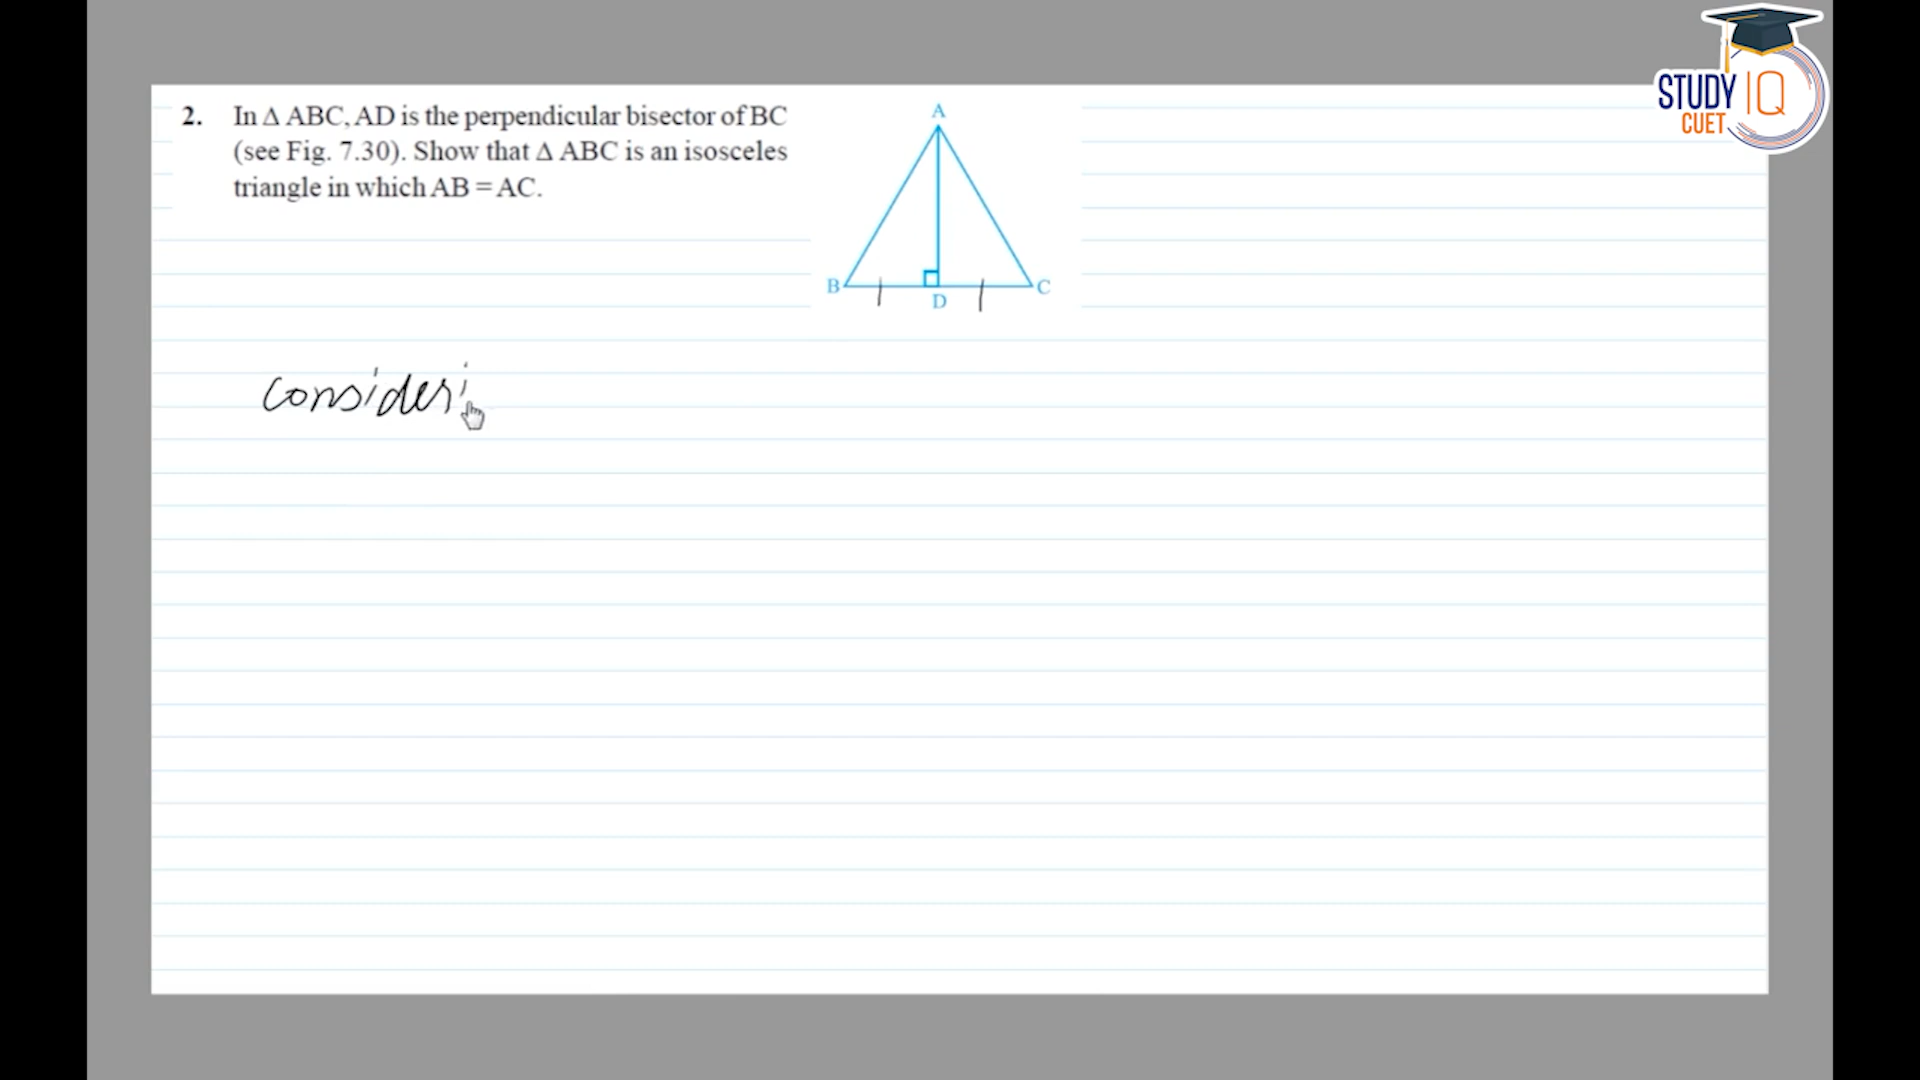 2. In Δ ABC, AD is the perpendicular bisector of BC
(see Fig. 7.30). Show that Δ ABC is an isosceles
triangle in which AB = AC.
A
B
D
C
consideri
STUDY IQ
CUET